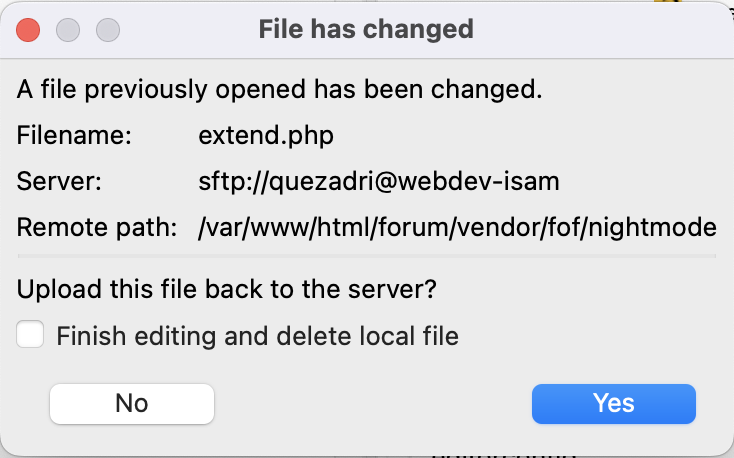 File has changed
A file previously opened has been changed.
Filename: extend.php
Server: sftp://quezadri@webdev-isam
Remote path: /var/www/html/forum/vendor/fof/nightmode
Upload this file back to the server?
Finish editing and delete local file
No Yes